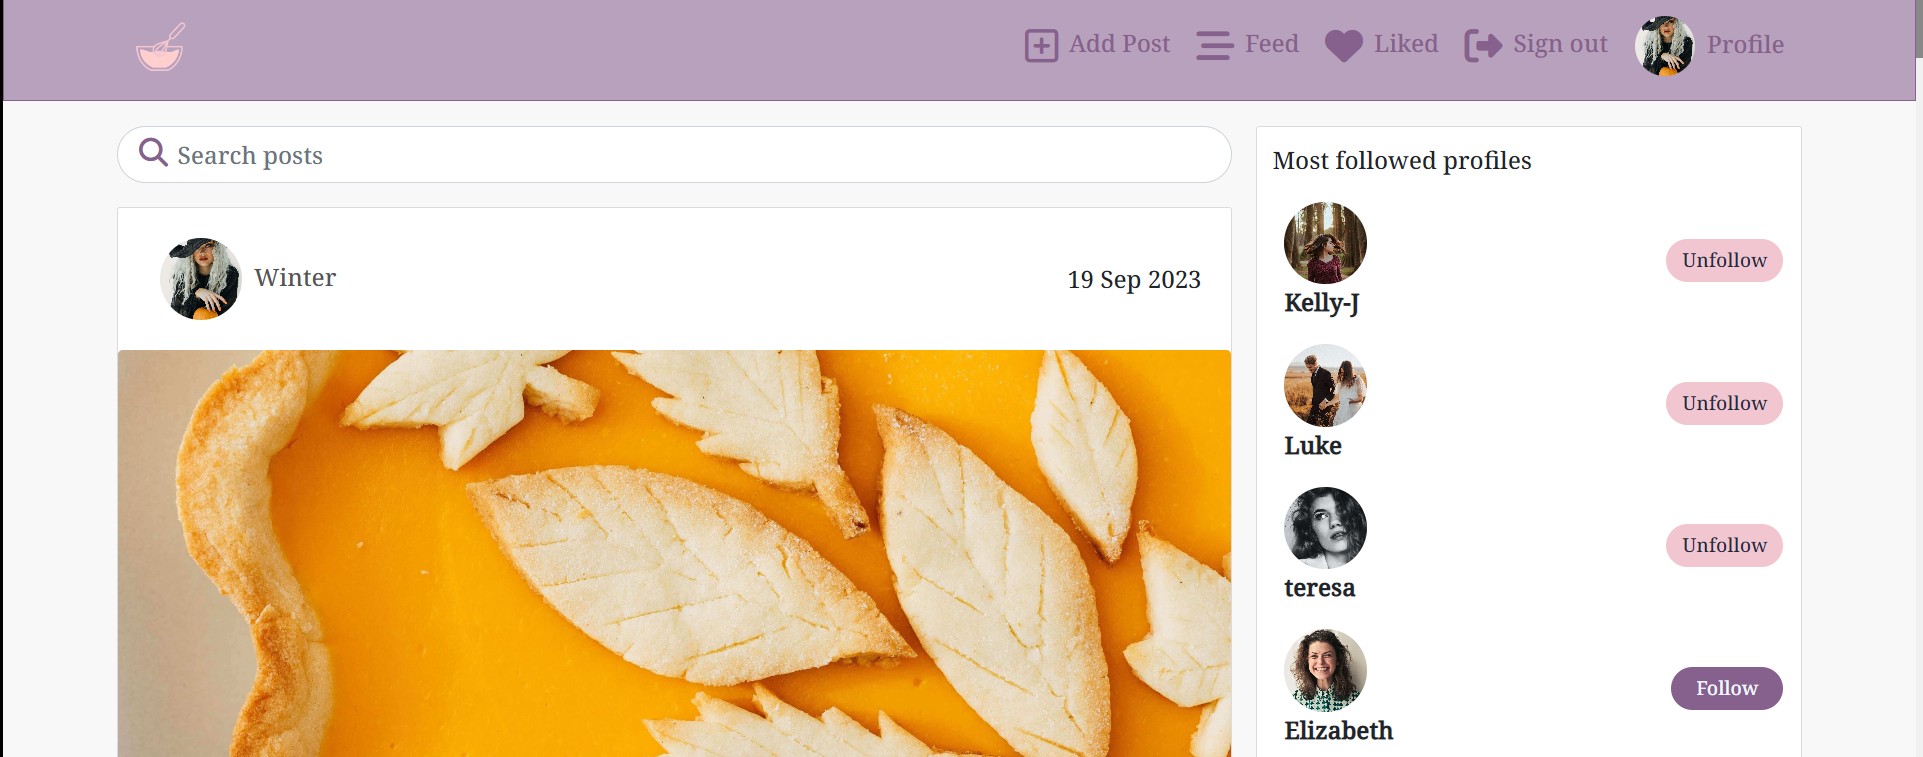 Add Post
Feed
Liked
Sign out
Profile
Search posts
Winter
19 Sep 2023
Most followed profiles
Kelly-J
Unfollow
Luke
Unfollow
teresa
Unfollow
Elizabeth
Follow